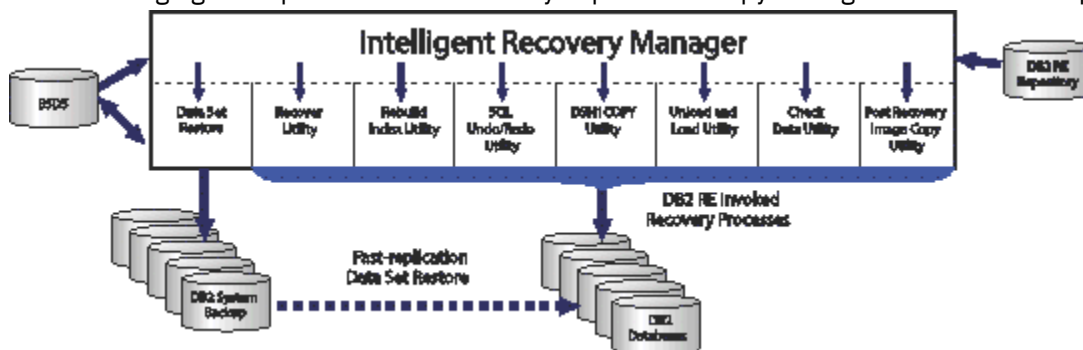 Intelligent Recovery Manager
BSDS
DB2 RE
Repository
Data Set
Restore
Recover
Utility
Rebuild
Index Utility
SQL
Undo/Redo
Utility
DSN1COPY
Utility
Unload and
Load Utility
Check
Data Utility
Post Recovery
Image Copy
Utility
DB2 RE Invoked
Recovery Processes
Fast-replication
Data Set Restore
DB2 System
Backup
DB2
Databases